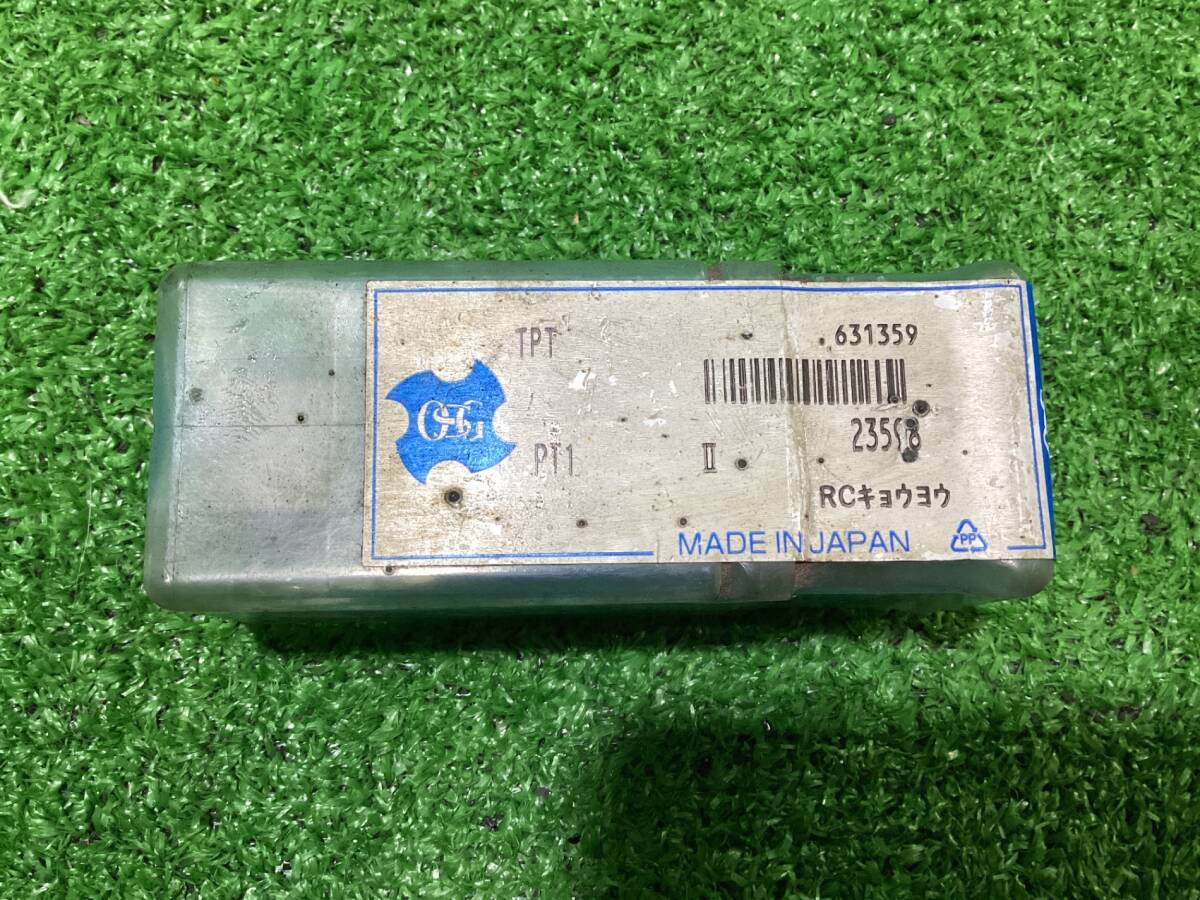 TPT
631359
OSG
PT1
II
RCキョウヨウ
MADE IN JAPAN
PP